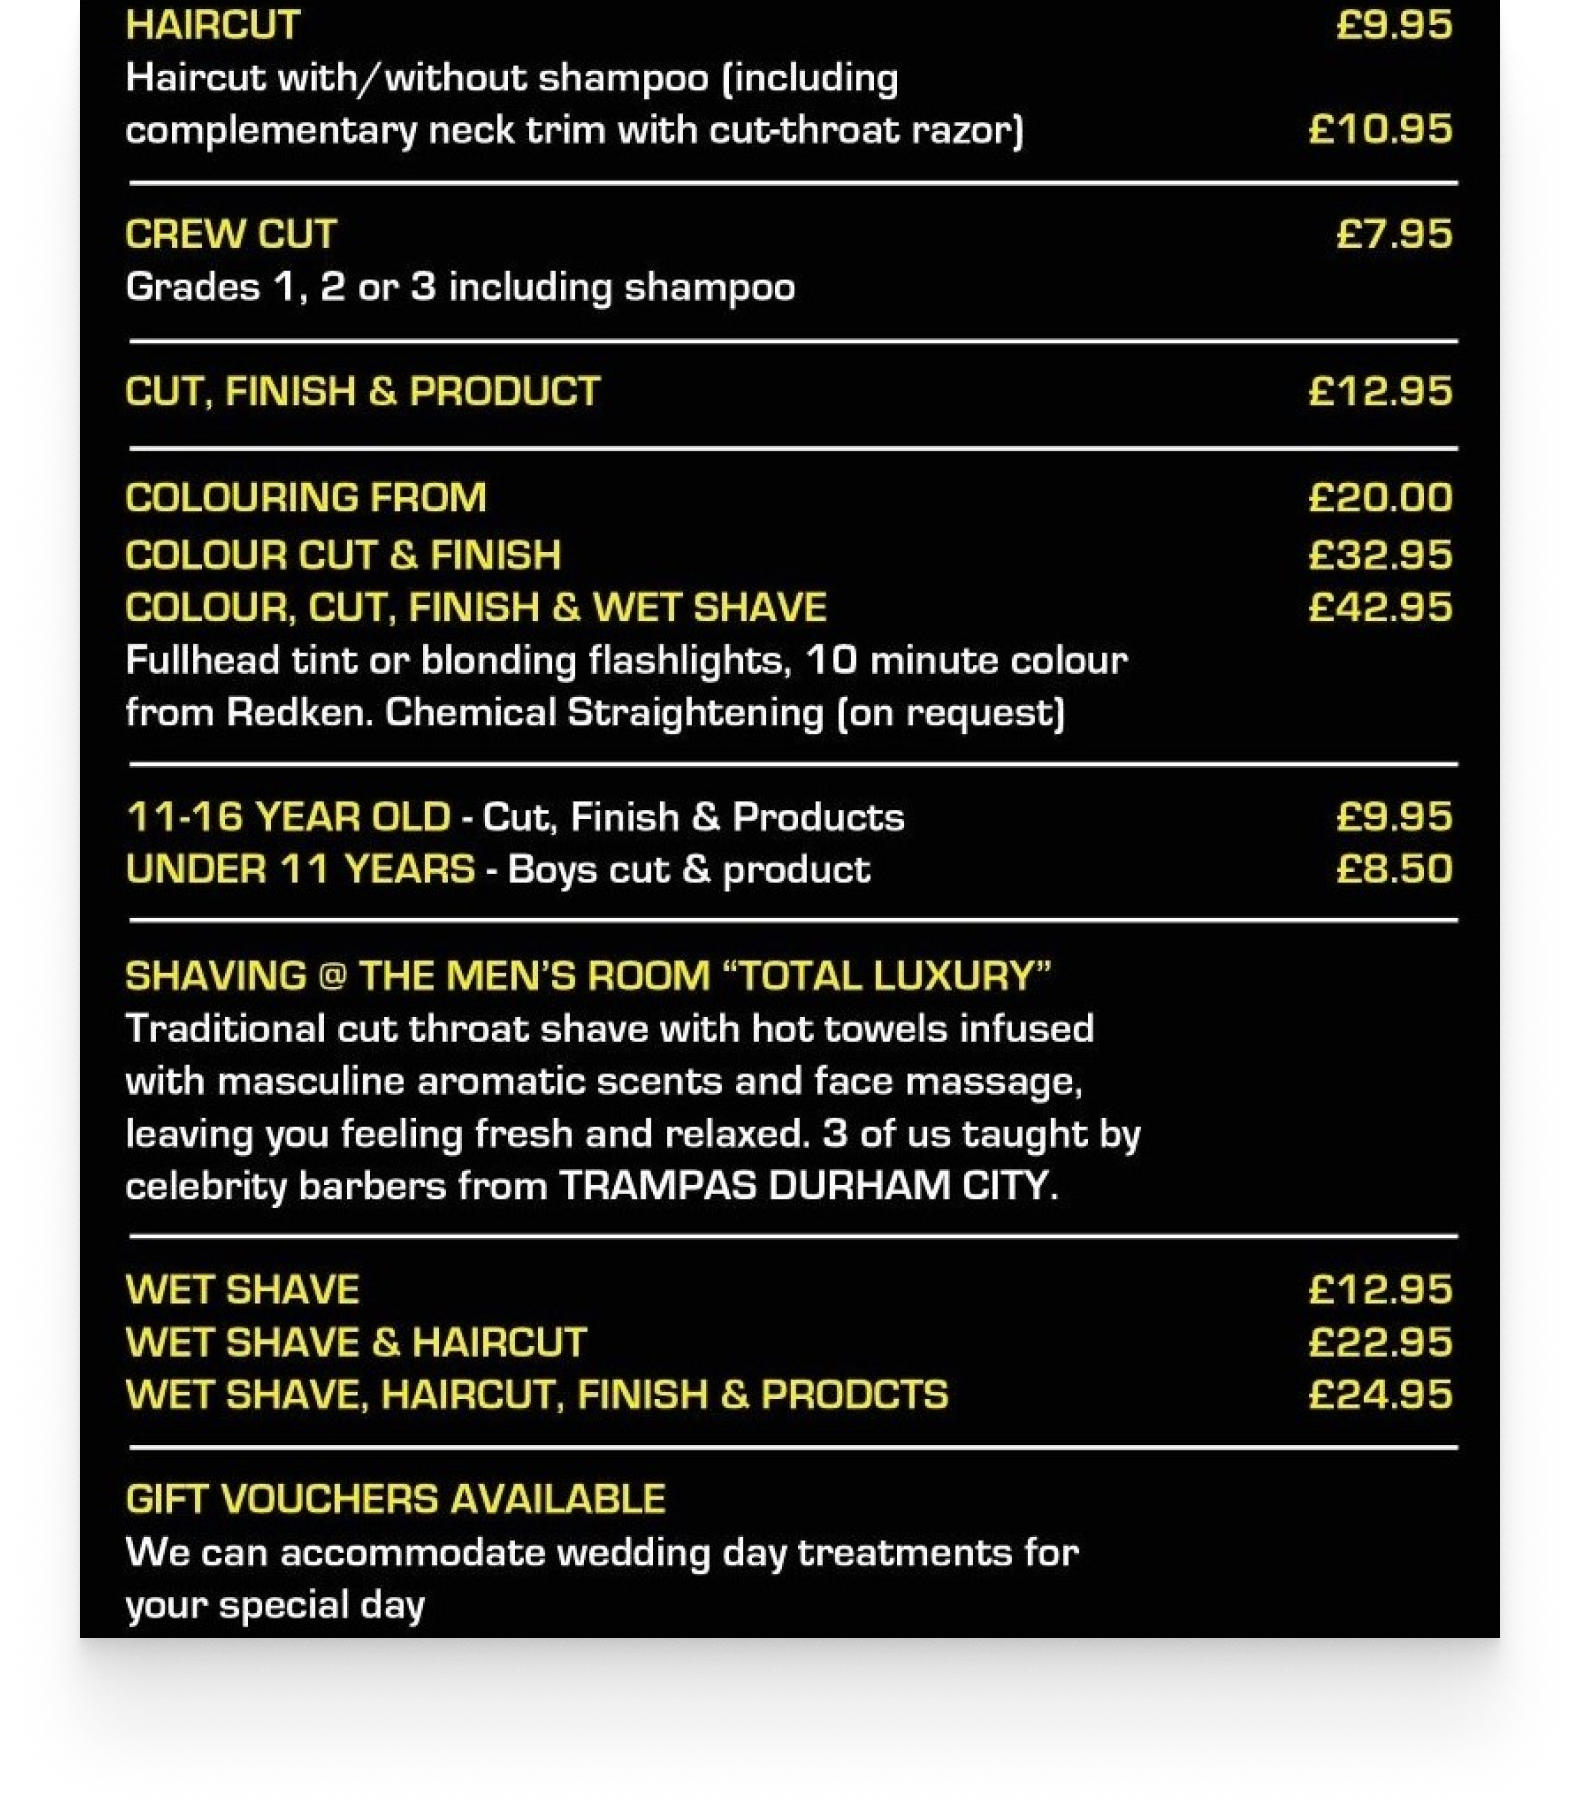 HAIRCUT £9.95
Haircut with/without shampoo (including
complementary neck trim with cut-throat razor) £10.95
CREW CUT £7.95
Grades 1, 2 or 3 including shampoo
CUT, FINISH & PRODUCT £12.95
COLOURING FROM £20.00
COLOUR CUT & FINISH £32.95
COLOUR, CUT, FINISH & WET SHAVE £42.95
Fullhead tint or blonding flashlights, 10 minute colour
from Redken. Chemical Straightening (on request)
11-16 YEAR OLD - Cut, Finish & Products £9.95
UNDER 11 YEARS - Boys cut & product £8.50
SHAVING @ THE MEN’S ROOM “TOTAL LUXURY”
Traditional cut throat shave with hot towels infused
with masculine aromatic scents and face massage,
leaving you feeling fresh and relaxed. 3 of us taught by
celebrity barbers from TRAMPAS DURHAM CITY.
WET SHAVE £12.95
WET SHAVE & HAIRCUT £22.95
WET SHAVE, HAIRCUT, FINISH & PRODCTS £24.95
GIFT VOUCHERS AVAILABLE
We can accommodate wedding day treatments for
your special day